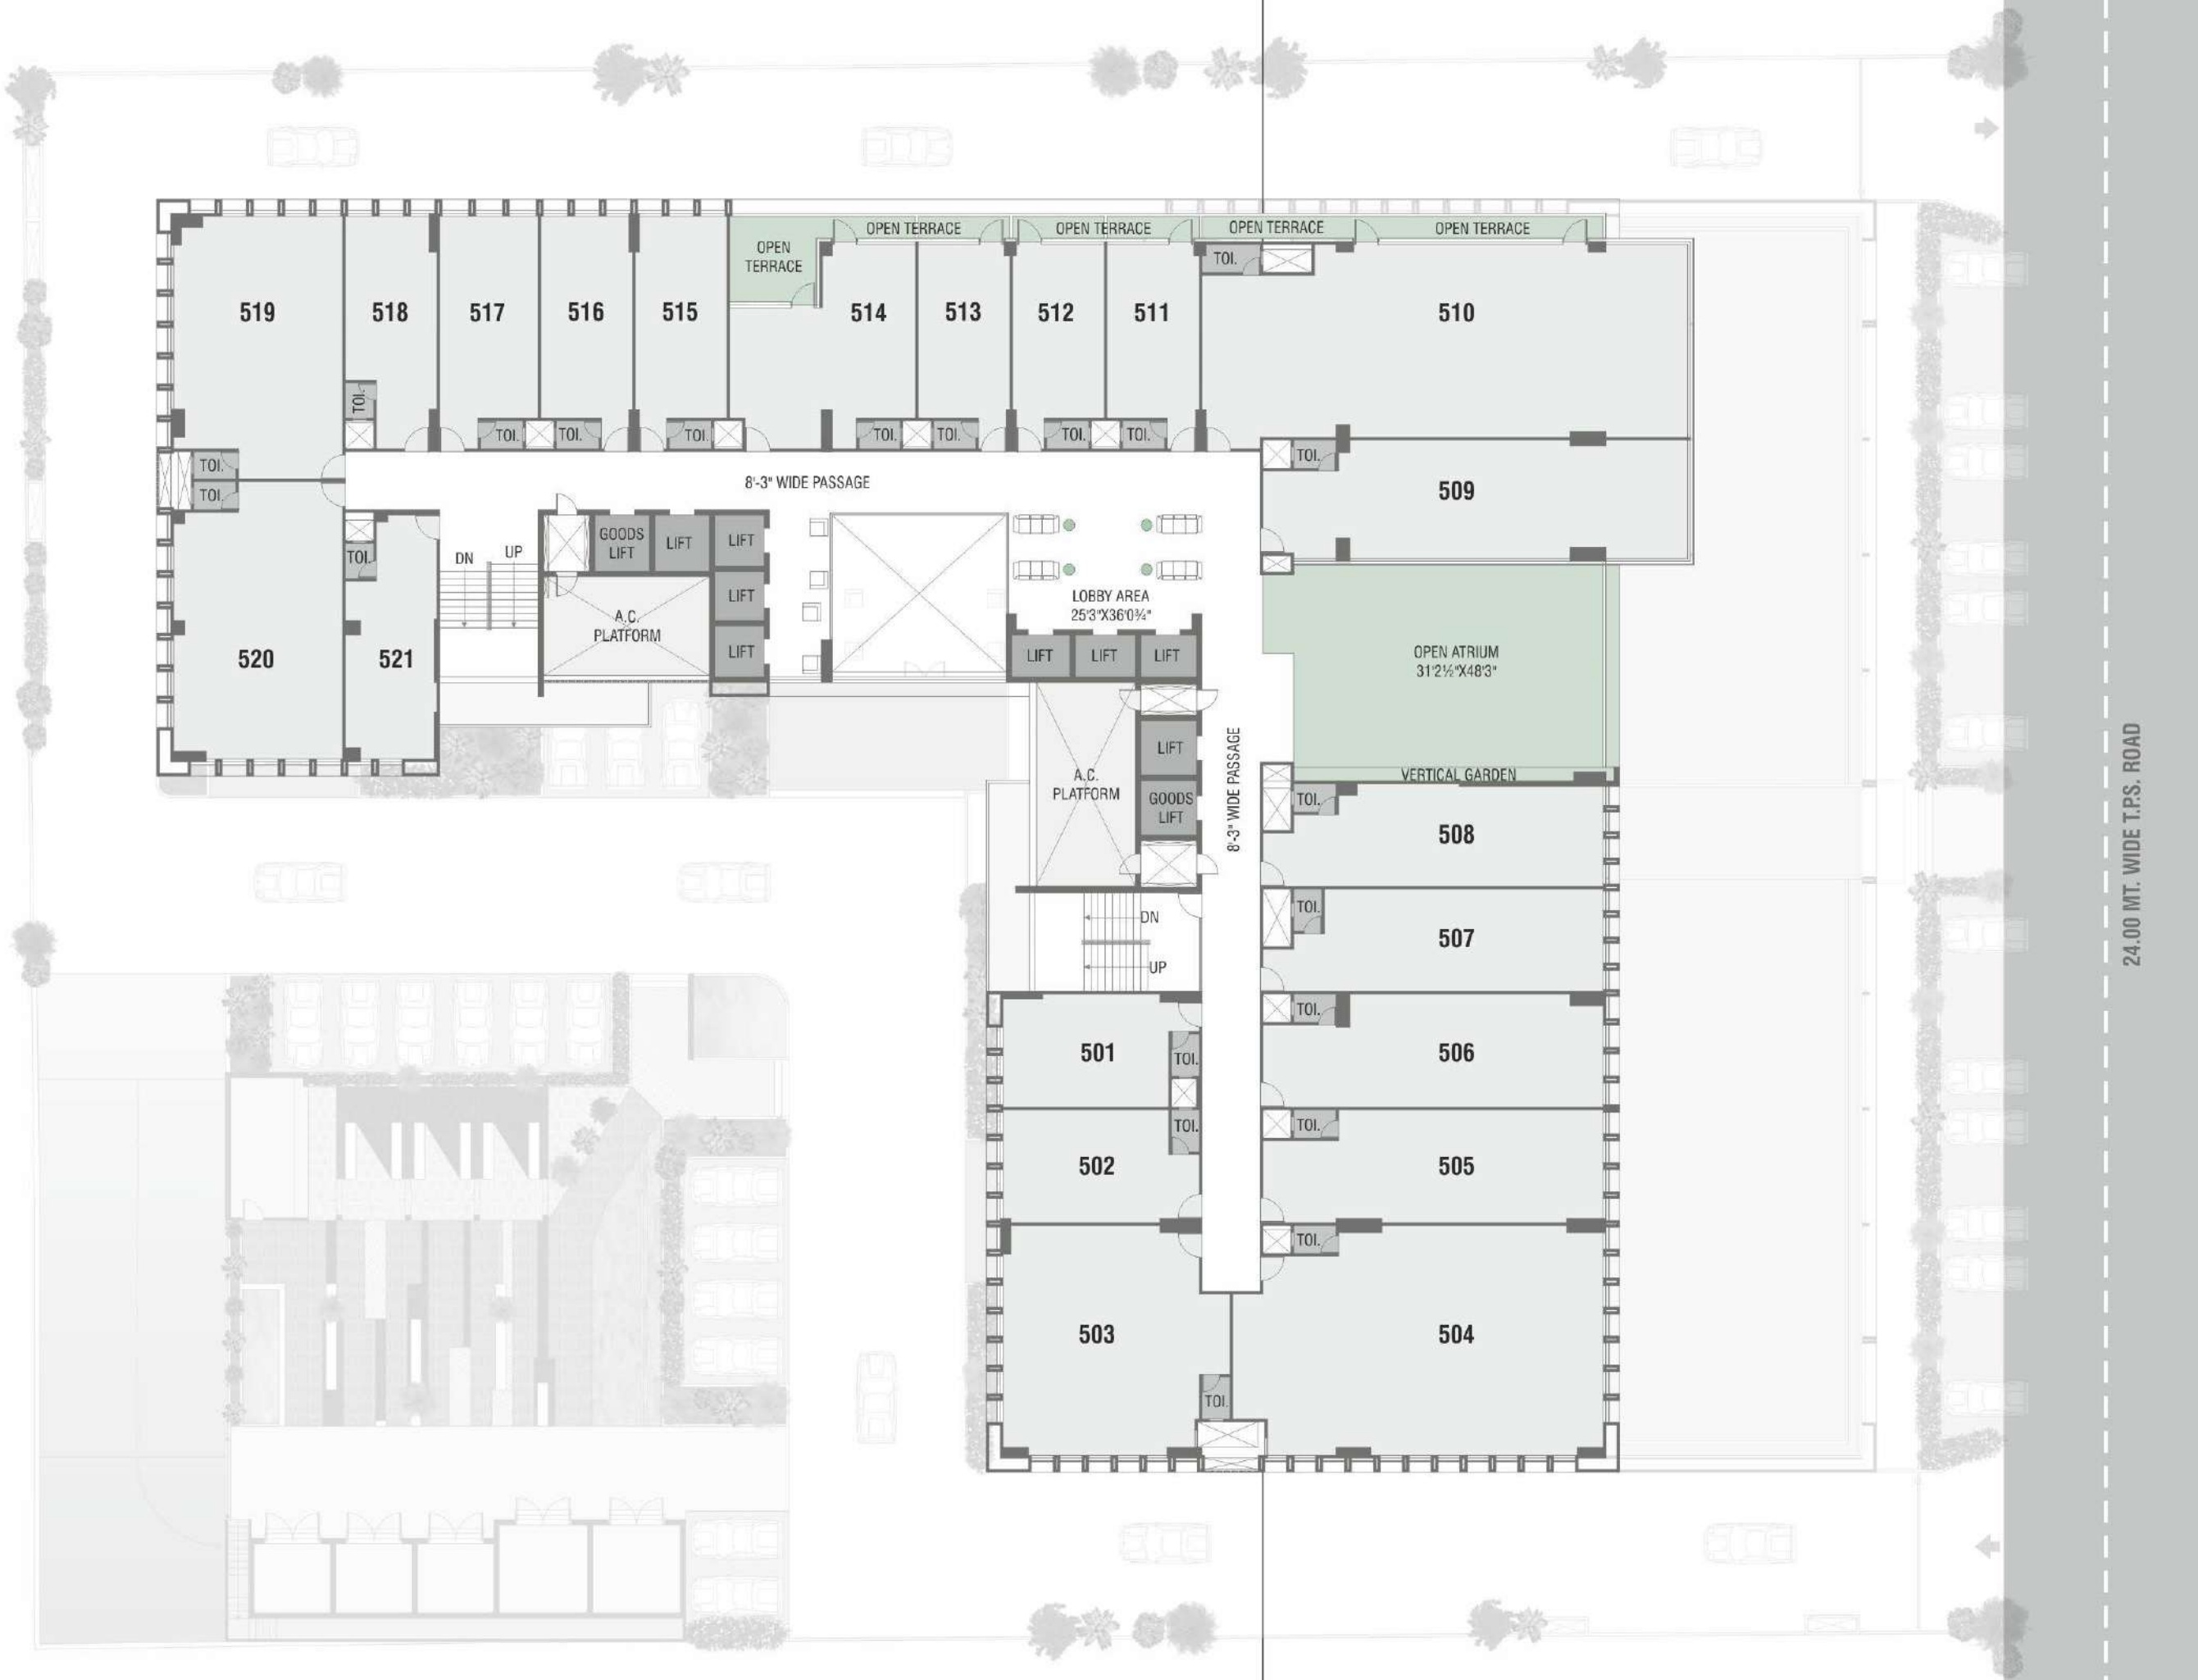 OPEN TERRACE
OPEN TERRACE
OPEN TERRACE
OPEN TERRACE
OPEN
TERRACE
TOI.
519
518
517
516
515
514
513
512
511
510
TOI.
TOI.
TOI.
TOI.
TOI.
TOI.
TOI.
TOI.
TOI.
TOI.
TOI.
8'-3" WIDE PASSAGE
509
GOODS
LIFT
LIFT
LIFT
DN
UP
TOI.
LIFT
LOBBY AREA
25'3"X36'0¾"
A.C.
PLATFORM
LIFT
LIFT
LIFT
LIFT
520
521
OPEN ATRIUM
31'2½"X48'3"
LIFT
A.C.
PLATFORM
GOODS
LIFT
8'-3" WIDE PASSAGE
VERTICAL GARDEN
TOI.
508
24.00 MT. WIDE T.P.S. ROAD
DN
UP
TOI.
507
TOI.
501
TOI.
506
TOI.
TOI.
502
505
TOI.
503
504
TOI.